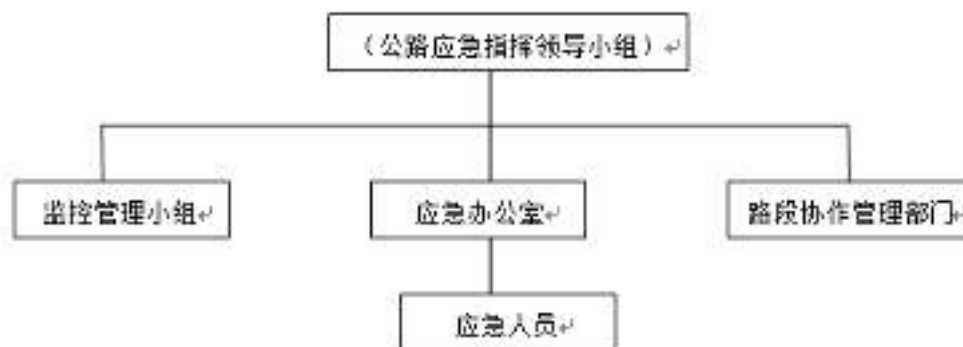 （公路应急指挥领导小组）
监控管理小组
应急办公室
路段协作管理部门
应急人员